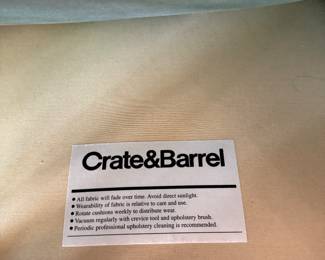 Crate&Barrel
• All fabric will fade over time. Avoid direct sunlight.
• Wearability of fabric is relative to care and use.
• Rotate cushions weekly to distribute wear.
• Vacuum regularly with crevice tool and upholstery brush.
• Periodic professional upholstery cleaning is recommended.